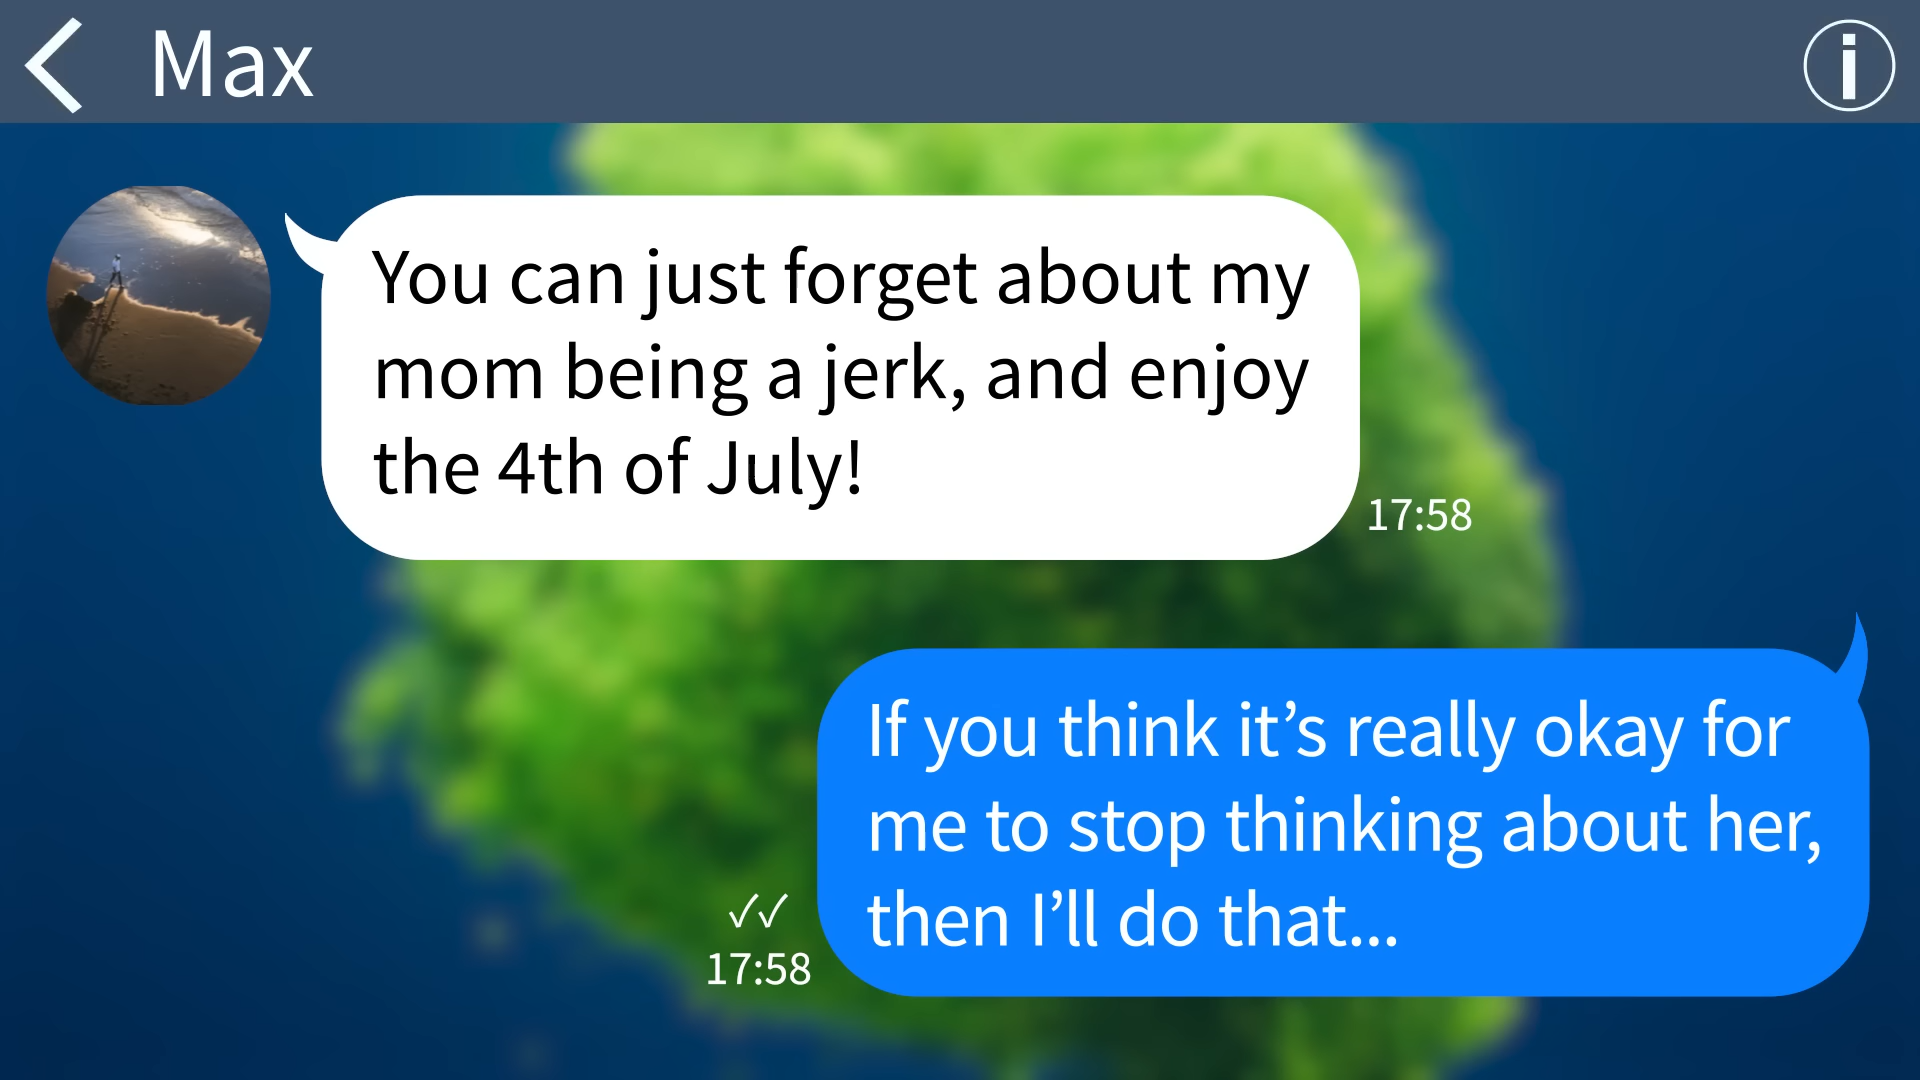 Max
You can just forget about my
mom being a jerk, and enjoy
the 4th of July!
17:58
If you think it’s really okay for
me to stop thinking about her,
then I’ll do that...
✓✓
17:58